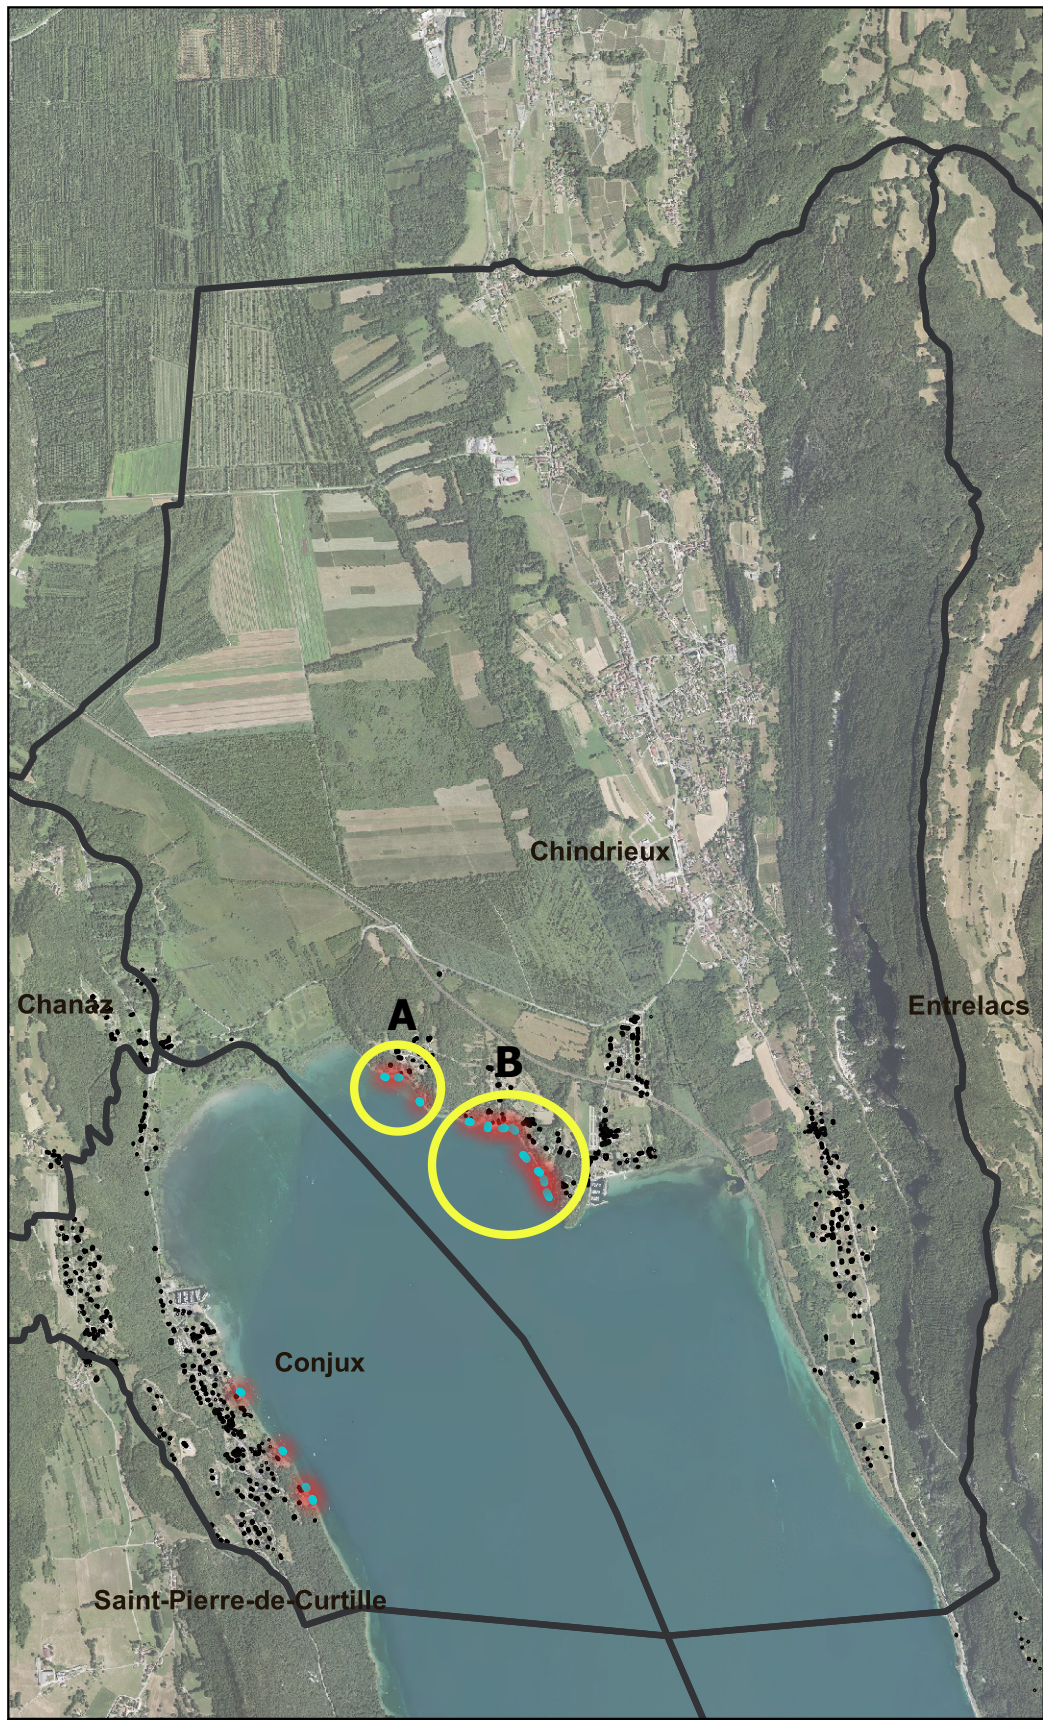 Chindrieux
Chanaz
Entrelacs
A
B
Conjux
Saint-Pierre-de-Curtille